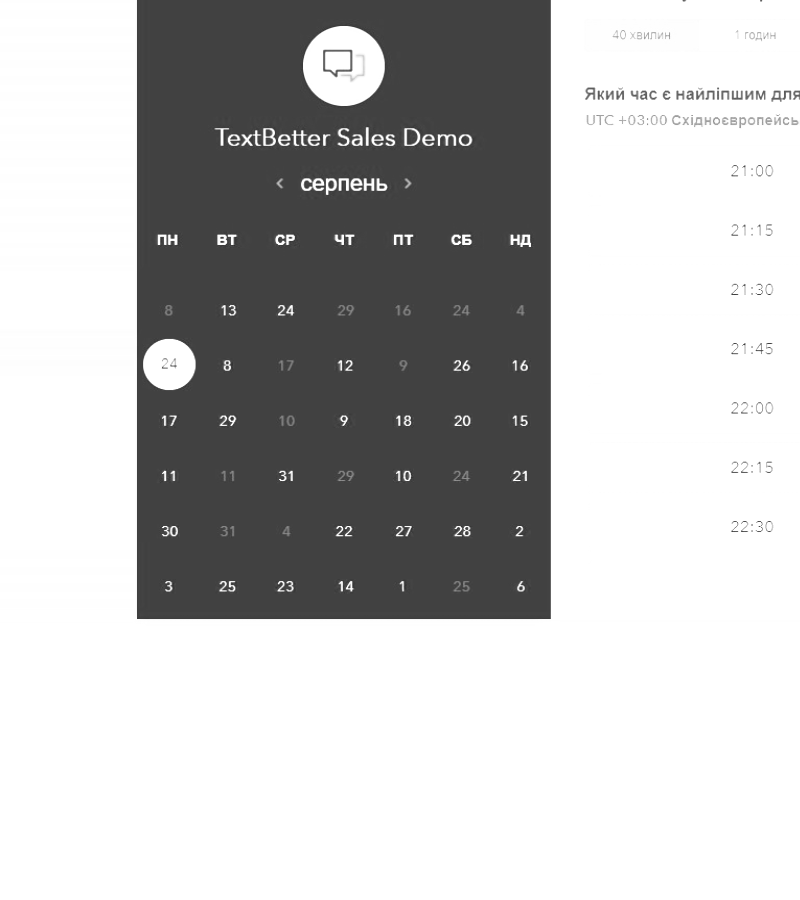 TextBetter Sales Demo
серпень
ПН ВТ СР ЧТ ПТ СБ НД
8 13 24 29 16 24 4
24 8 17 12 9 26 16
17 29 10 9 18 20 15
11 11 31 29 10 24 21
30 31 4 22 27 28 2
3 25 23 14 1 25 6
40 хвилин 1 годин
Який час є найліпшим для
UTC +03:00 Східноєвропейсь
21:00
21:15
21:30
21:45
22:00
22:15
22:30